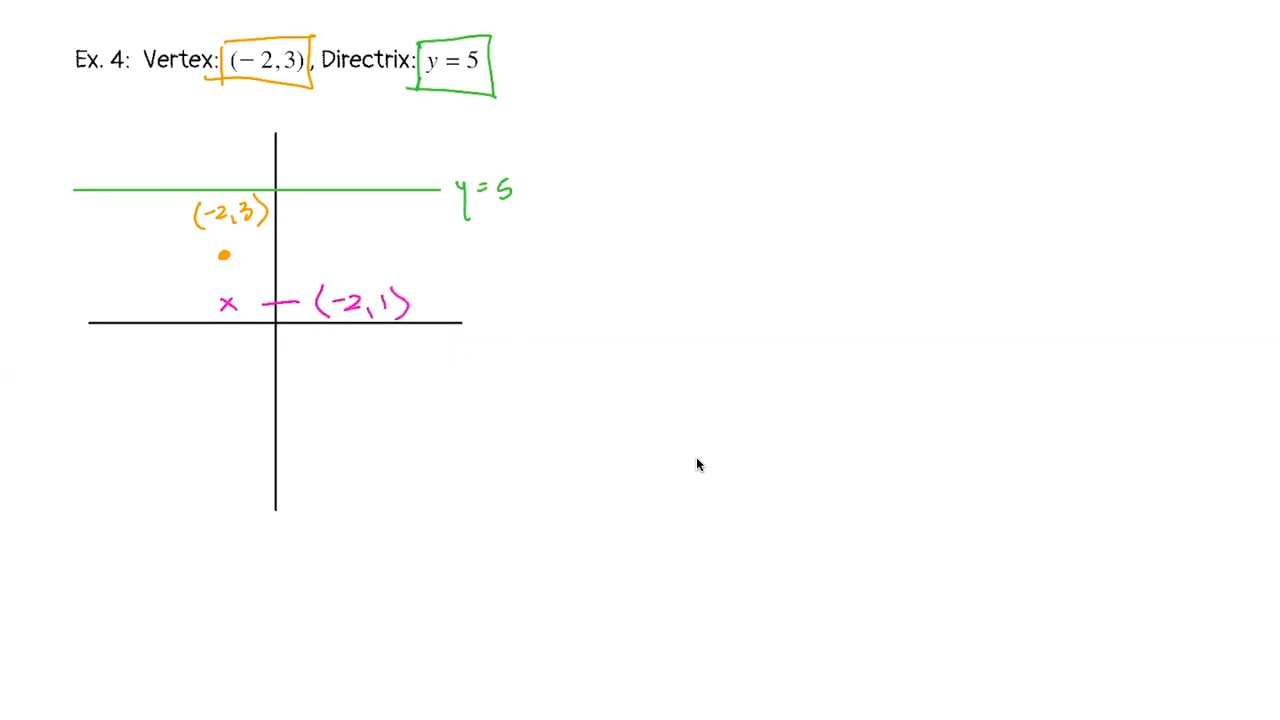 Ex. 4: Vertex: (− 2,3), Directrix: y = 5
y = 5
(-2,3)
x — (-2,1)